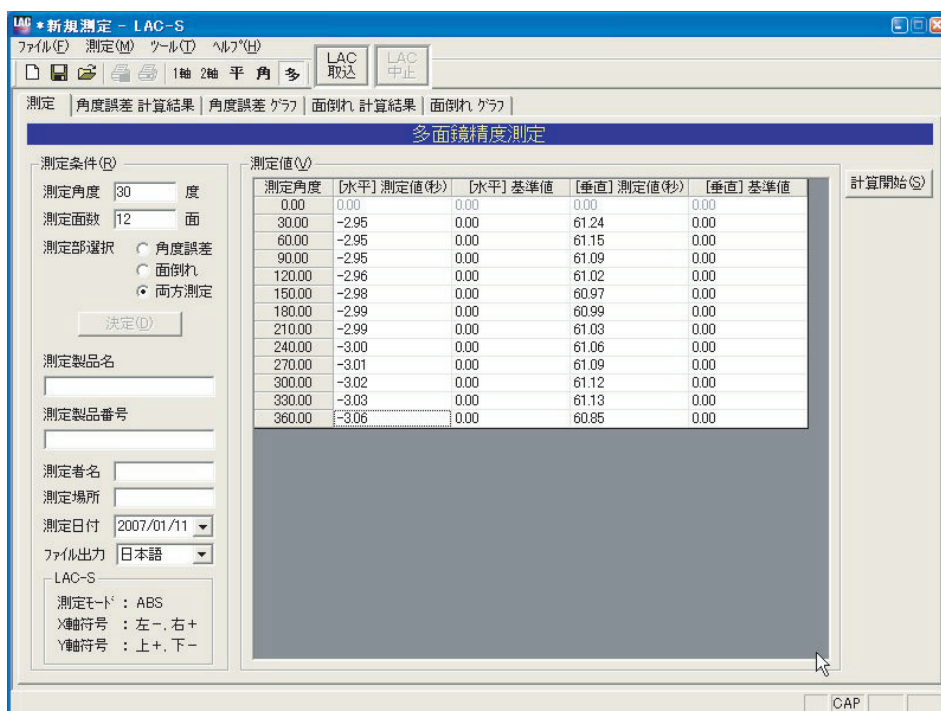 LAC *新規測定 - LAC-S
ファイル(F) 測定(M) ツール(T) ヘルプ(H)
1軸 2軸 平 角 多 LAC取込 LAC中止
測定 角度誤差 計算結果 角度誤差 グラフ 面倒れ 計算結果 面倒れ グラフ
多面鏡精度測定
測定条件(R)
測定角度 30 度
測定面数 12 面
測定部選択 角度誤差
面倒れ
両方測定
決定(D)
測定製品名
測定製品番号
測定者名
測定場所
測定日付 2007/01/11
ファイル出力 日本語
LAC-S
測定モード : ABS
X軸符号 : 左-, 右+
Y軸符号 : 上+, 下-
測定値(V)
測定角度 [水平] 測定値(秒) [水平] 基準値 [垂直] 測定値(秒) [垂直] 基準値
0.00 0.00 0.00 0.00 0.00
30.00 -2.95 0.00 61.24 0.00
60.00 -2.95 0.00 61.15 0.00
90.00 -2.95 0.00 61.09 0.00
120.00 -2.96 0.00 61.02 0.00
150.00 -2.98 0.00 60.97 0.00
180.00 -2.99 0.00 60.99 0.00
210.00 -2.99 0.00 61.03 0.00
240.00 -3.00 0.00 61.06 0.00
270.00 -3.01 0.00 61.09 0.00
300.00 -3.02 0.00 61.12 0.00
330.00 -3.03 0.00 61.13 0.00
360.00 -3.06 0.00 60.85 0.00
計算開始(S)
CAP